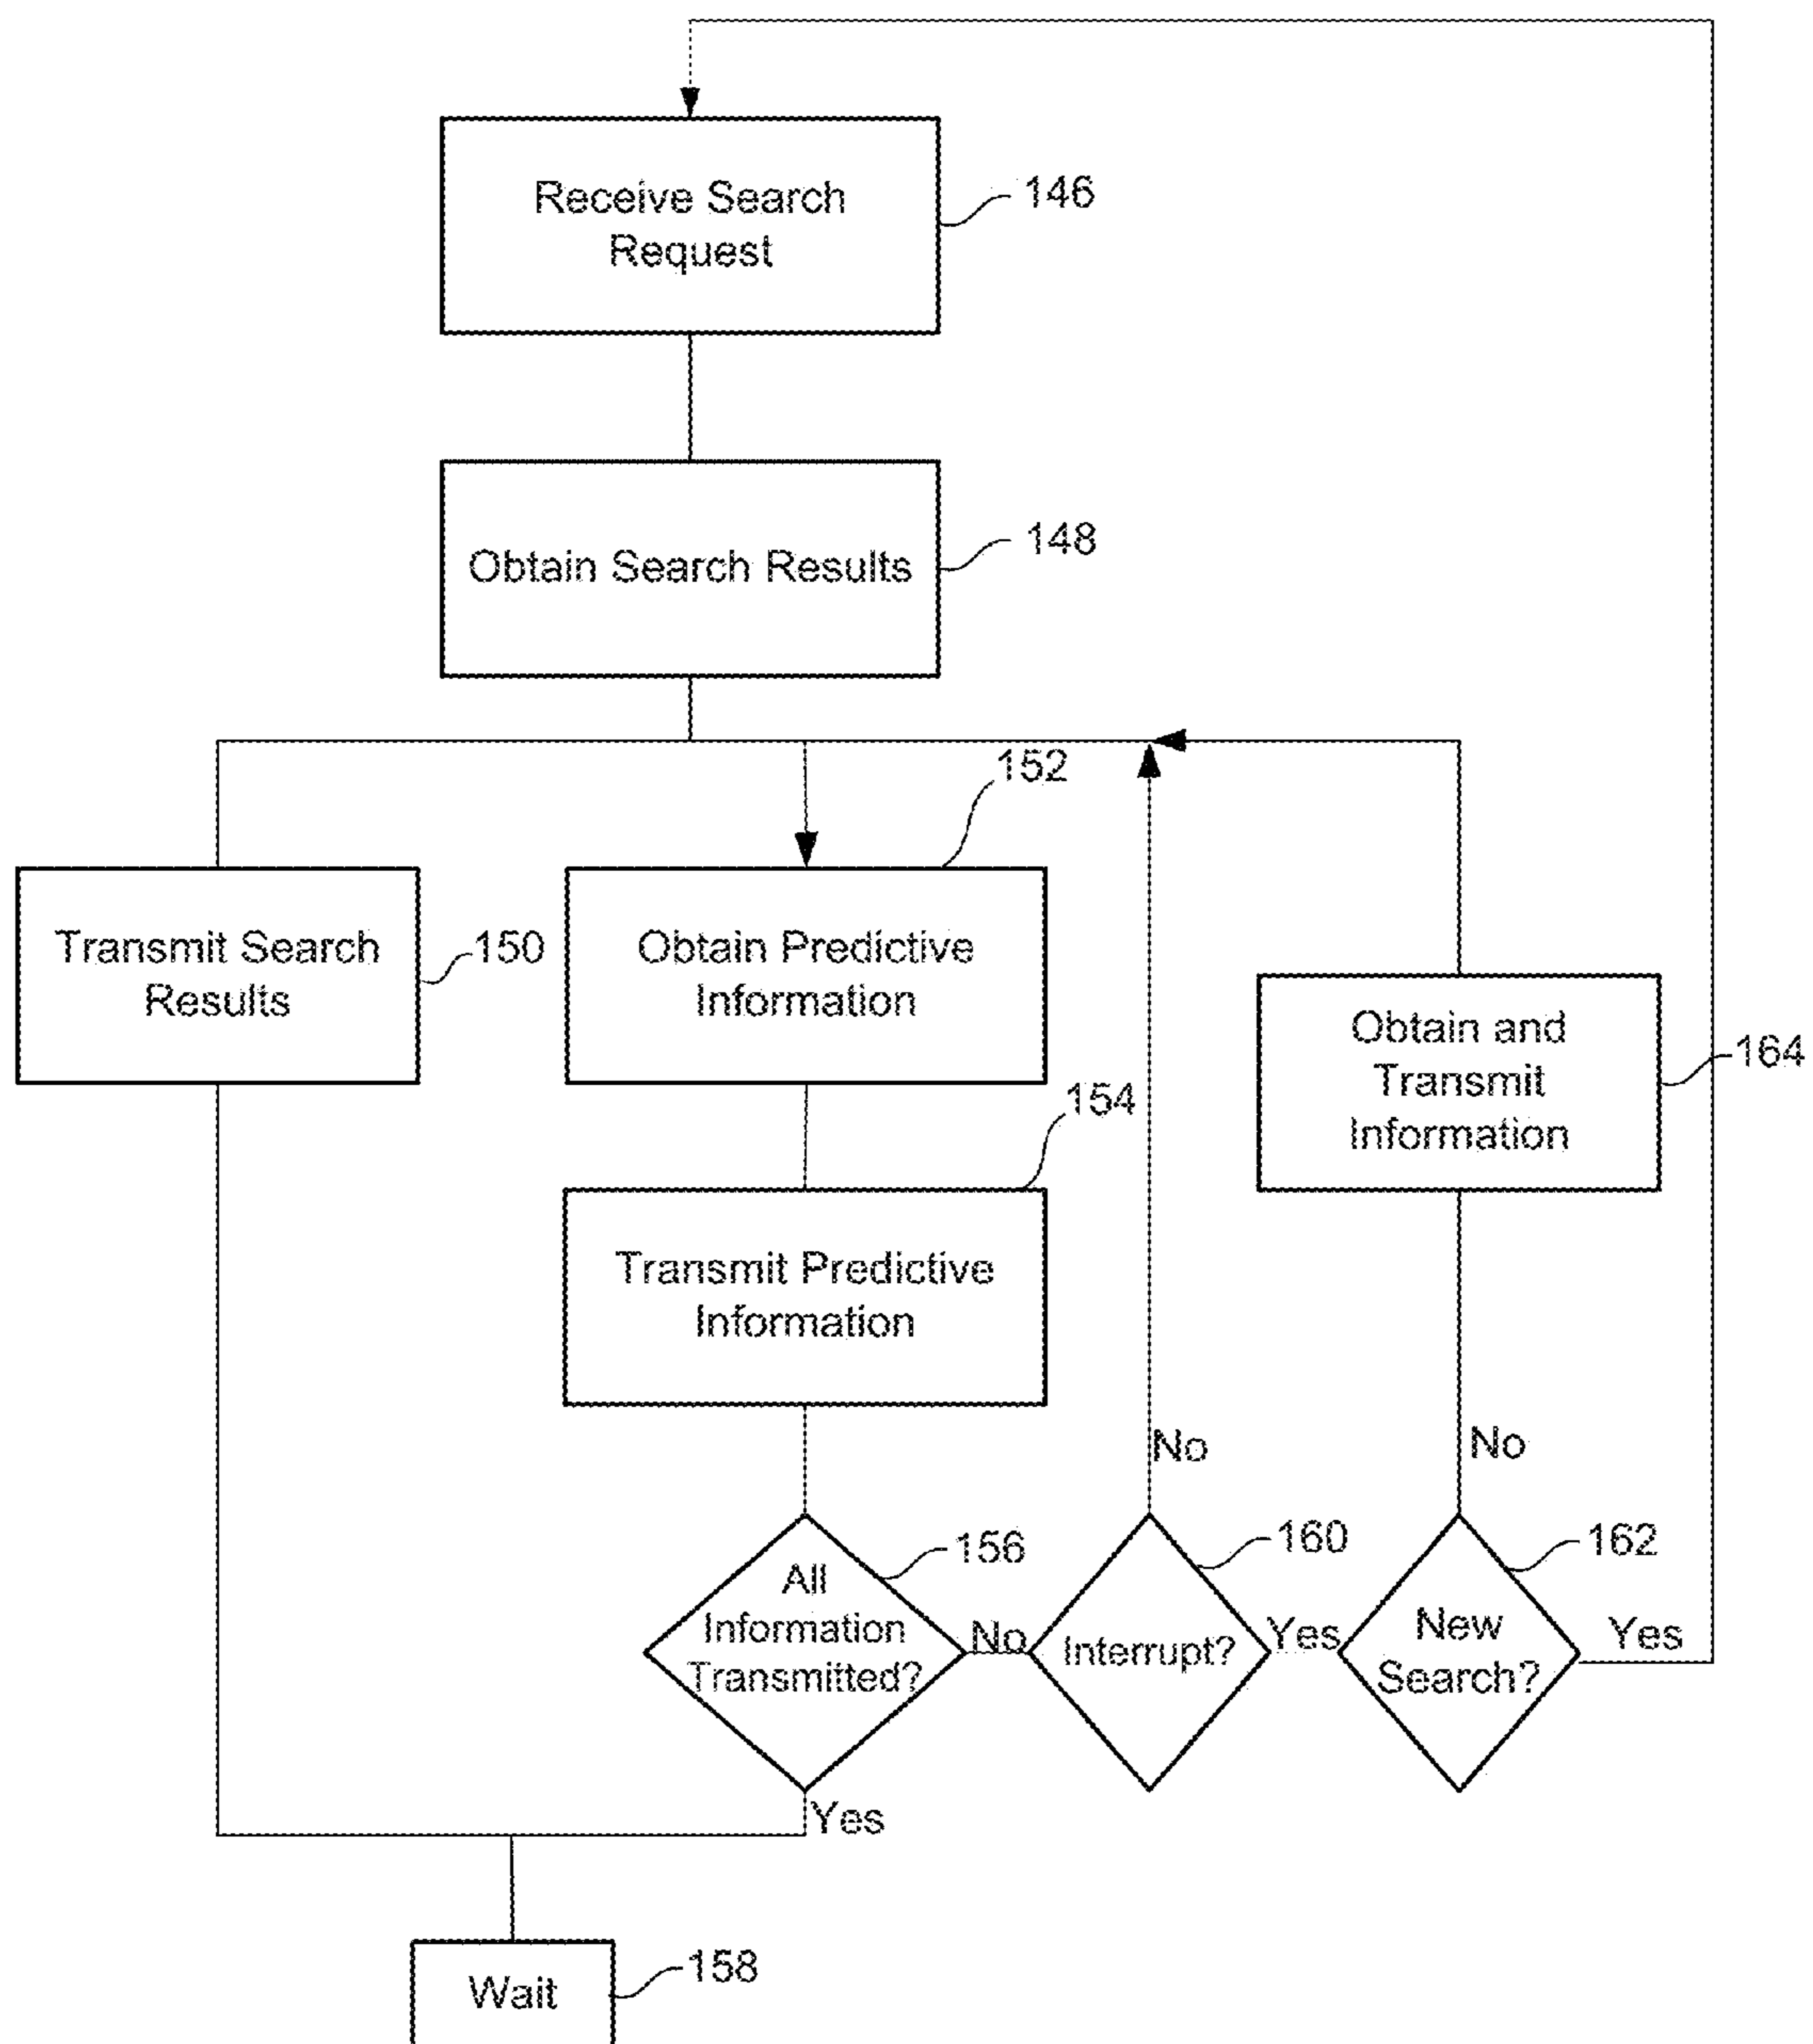 Receive Search
Request
146
Obtain Search Results
148
152
Transmit Search
Results
150
Obtain Predictive
Information
Obtain and
Transmit
Information
164
154
Transmit Predictive
Information
No
No
All
Information
Transmitted?
156
No
Interrupt?
160
Yes
New
Search?
162
Yes
Yes
Wait
158